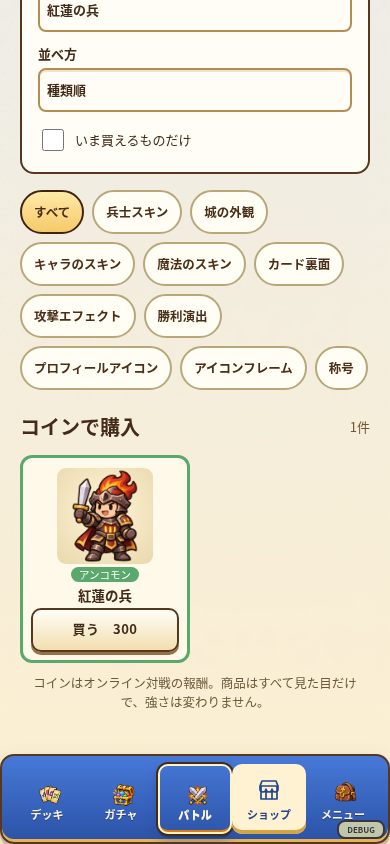 紅蓮の兵
並べ方
種類順
いま買えるものだけ
すべて
兵士スキン
城の外観
キャラのスキン
魔法のスキン
カード裏面
攻撃エフェクト
勝利演出
プロフィールアイコン
アイコンフレーム
称号
コインで購入
1件
アンコモン
紅蓮の兵
買う 300
コインはオンライン対戦の報酬。商品はすべて見た目だけ
で、強さは変わりません。
デッキ
ガチャ
バトル
ショップ
メニュー
DEBUG